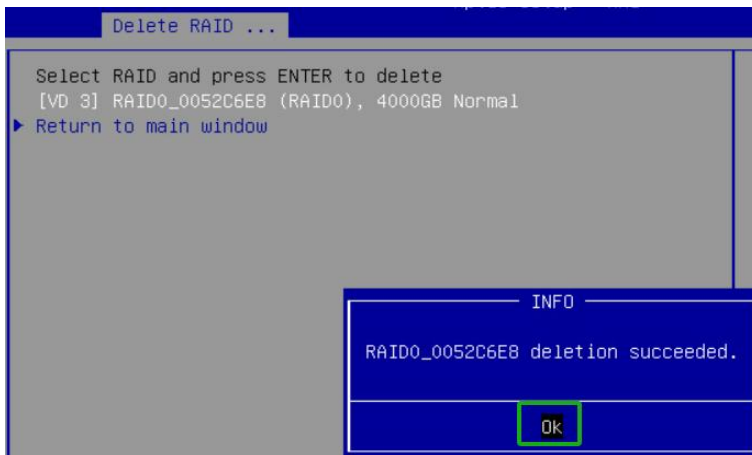 Delete RAID ...
Select RAID and press ENTER to delete
[VD 3] RAID0_0052C6E8 (RAID0), 4000GB Normal
Return to main window
INFO
RAID0_0052C6E8 deletion succeeded.
Ok